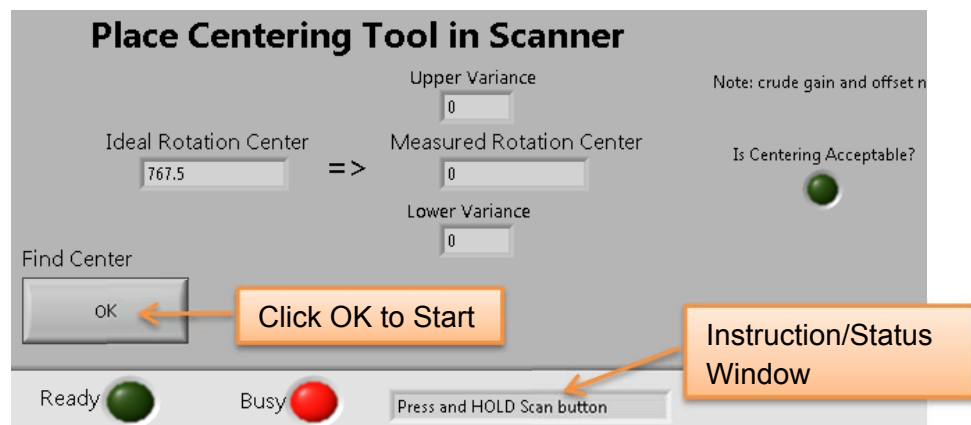 Place Centering Tool in Scanner
Upper Variance
0
Note: crude gain and offset n
Ideal Rotation Center
767.5
=>
Measured Rotation Center
0
Is Centering Acceptable?
Lower Variance
0
Find Center
OK
Click OK to Start
Instruction/Status
Window
Ready
Busy
Press and HOLD Scan button